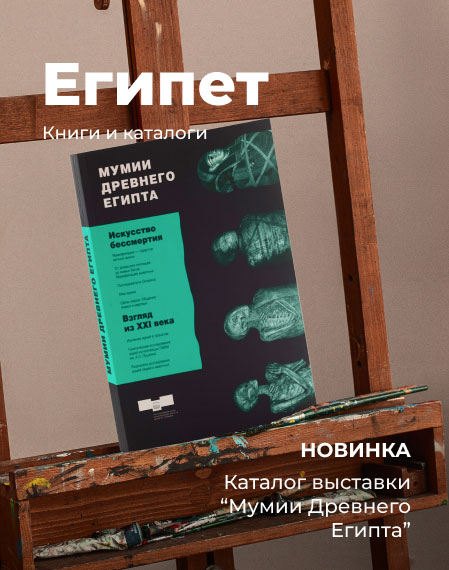 Египет
Книги и каталоги
МУМИИ
ДРЕВНЕГО
ЕГИПТА
Искусство
бессмертия
Взгляд
из XXI века
МУМИИ ДРЕВНЕГО ЕГИПТА
НОВИНКА
Каталог выставки
“Мумии Древнего
Египта”